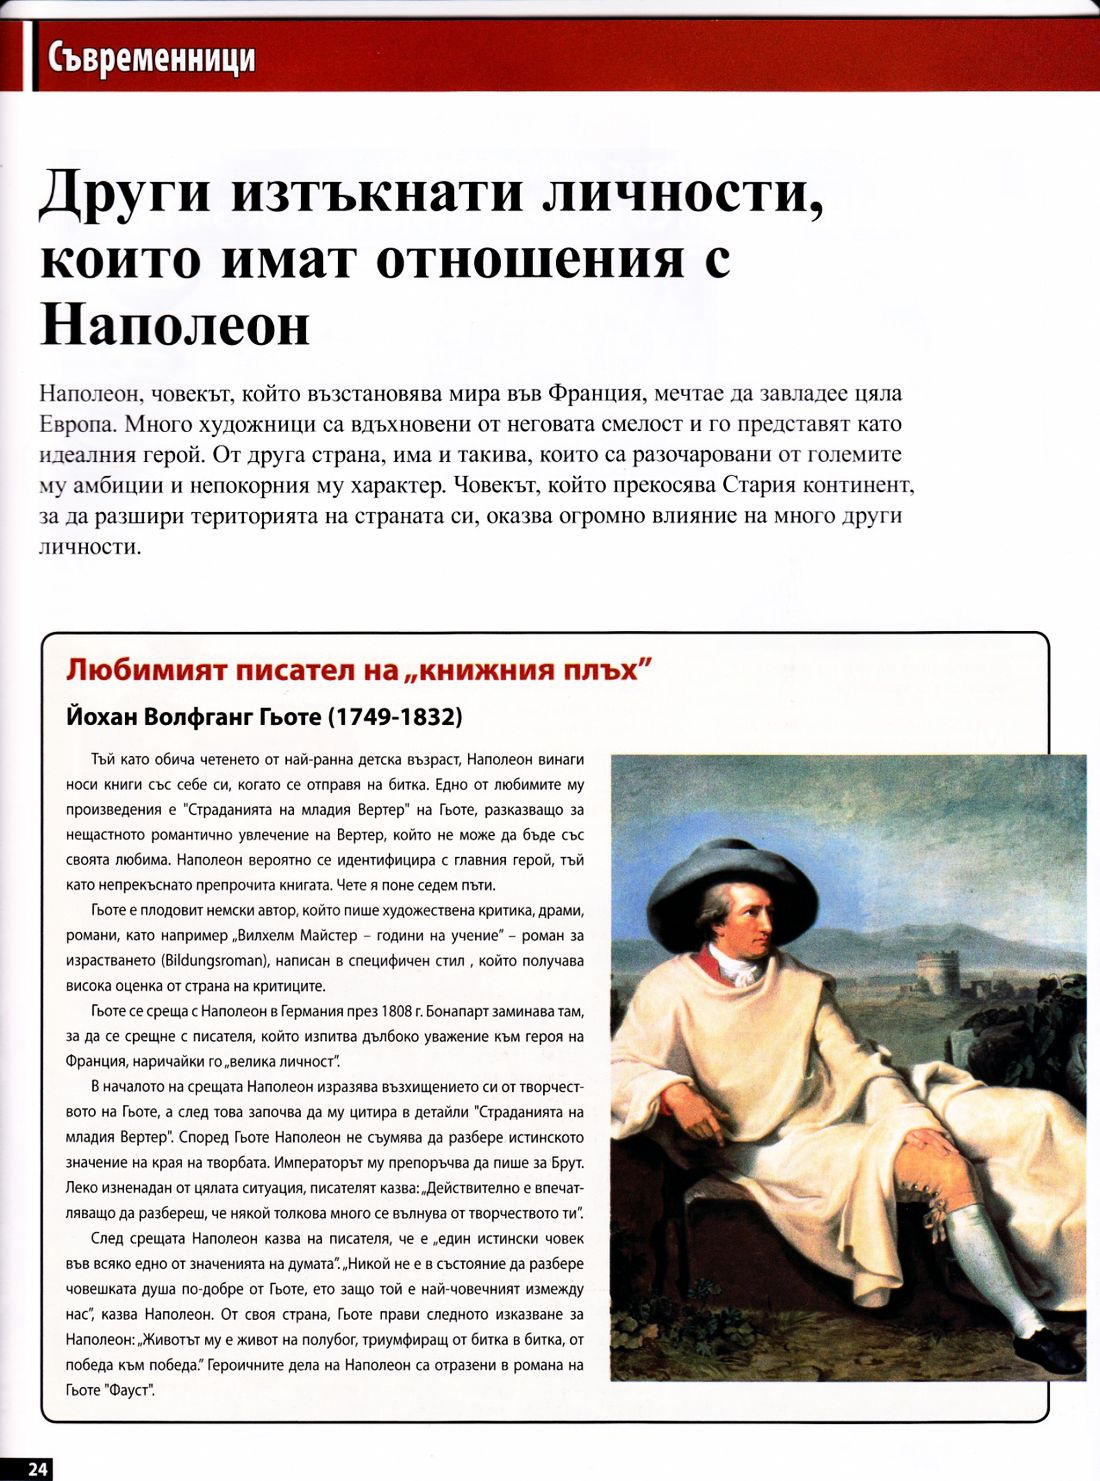 Съвременници
Други изтъкнати личности,
които имат отношения с
Наполеон
Наполеон, човекът, който възстановява мира във Франция, мечтае да завладее цяла
Европа. Много художници са вдъхновени от неговата смелост и го представят като
идеалния герой. От друга страна, има и такива, които са разочаровани от големите
му амбиции и непокорния му характер. Човекът, който прекосява Стария континент,
за да разшири територията на страната си, оказва огромно влияние на много други
личности.
Любимият писател на „книжния плъх”
Йохан Волфганг Гьоте (1749-1832)
Тъй като обича четенето от най-ранна детска възраст, Наполеон винаги
носи книги със себе си, когато се отправя на битка. Едно от любимите му
произведения е "Страданията на младия Вертер" на Гьоте, разказващо за
нещастното романтично увлечение на Вертер, който не може да бъде със
своята любима. Наполеон вероятно се идентифицира с главния герой, тъй
като непрекъснато препрочита книгата. Чете я поне седем пъти.
Гьоте е плодовит немски автор, който пише художествена критика, драми,
романи, като например „Вилхелм Майстер – години на учение” – роман за
израстването (Bildungsroman), написан в специфичен стил , който получава
висока оценка от страна на критиците.
Гьоте се среща с Наполеон в Германия през 1808 г. Бонапарт заминава там,
за да се срещне с писателя, който изпитва дълбоко уважение към героя на
Франция, наричайки го „велика личност”.
В началото на срещата Наполеон изразява възхищението си от творчест-
вото на Гьоте, а след това започва да му цитира в детайли "Страданията на
младия Вертер". Според Гьоте Наполеон не съумява да разбере истинското
значение на края на творбата. Императорът му препоръчва да пише за Брут.
Леко изненадан от цялата ситуация, писателят казва: „Действително е впечат-
ляващо да разбереш, че някой толкова много се вълнува от творчеството ти”.
След срещата Наполеон казва на писателя, че е „един истински човек
във всяко едно от значенията на думата”. „Никой не е в състояние да разбере
човешката душа по-добре от Гьоте, ето защо той е най-човечният измежду
нас”, казва Наполеон. От своя страна, Гьоте прави следното изказване за
Наполеон: „Животът му е живот на полубог, триумфиращ от битка в битка, от
победа към победа.” Героичните дела на Наполеон са отразени в романа на
Гьоте "Фауст".
24